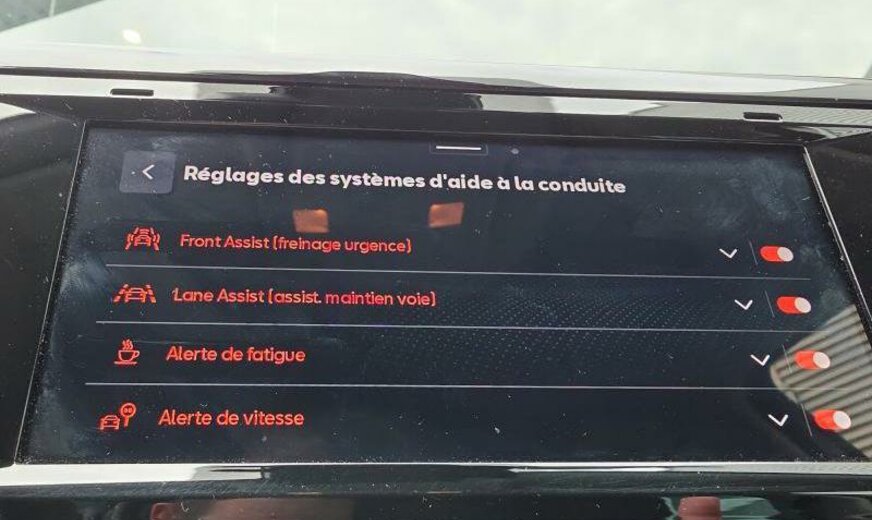 Réglages des systèmes d'aide à la conduite
Front Assist (freinage urgence)
Lane Assist (assist. maintien voie)
Alerte de fatigue
Alerte de vitesse